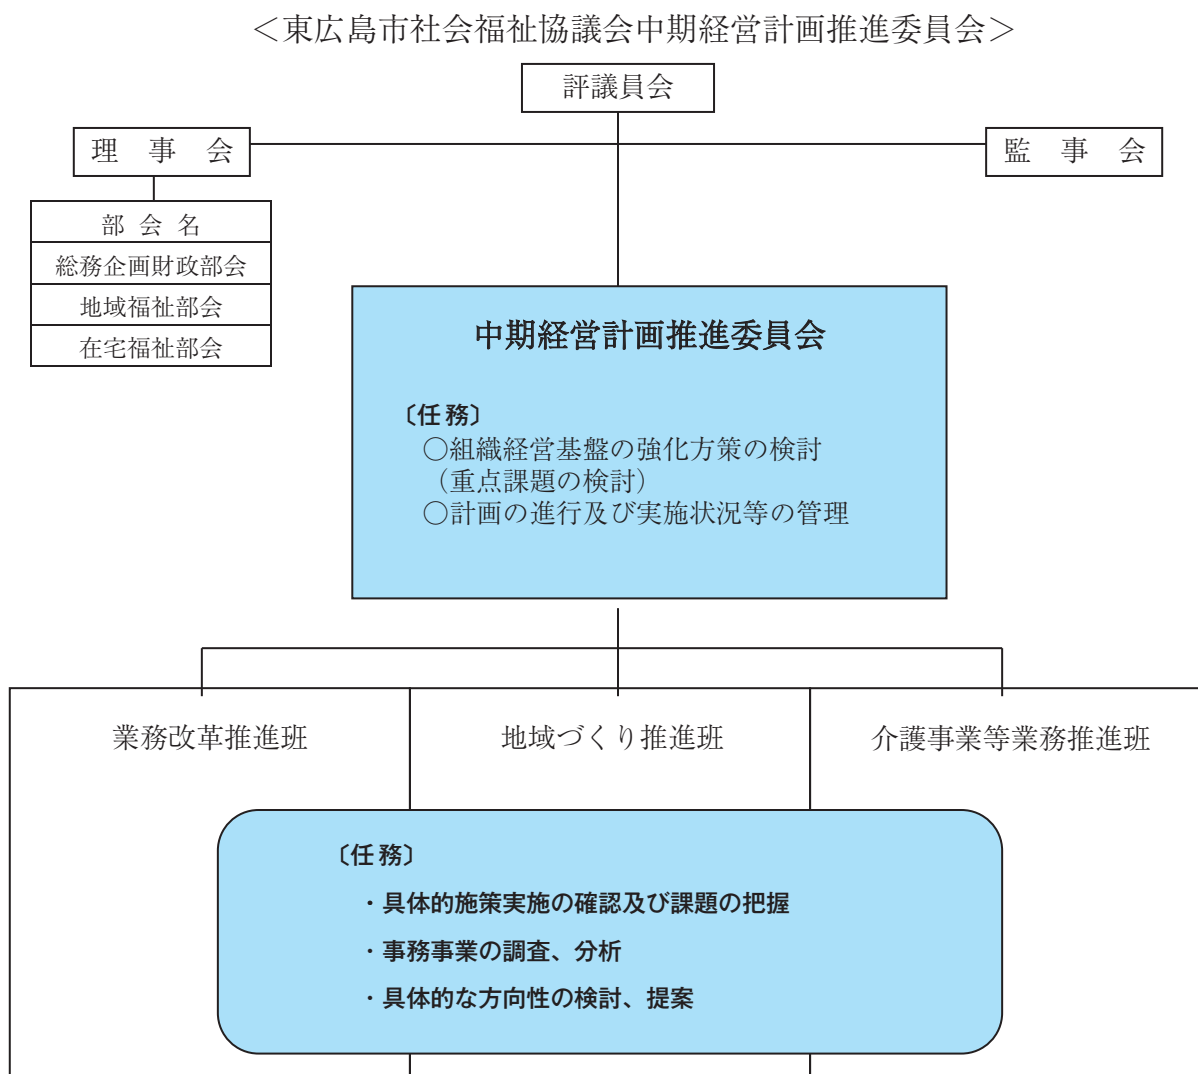 ＜東広島市社会福祉協議会中期経営計画推進委員会＞
評議員会
理　事　会
監　事　会
部 会 名
総務企画財政部会
地域福祉部会
在宅福祉部会
中期経営計画推進委員会
〔任務〕
○組織経営基盤の強化方策の検討
（重点課題の検討）
○計画の進行及び実施状況等の管理
業務改革推進班
地域づくり推進班
介護事業等業務推進班
〔任務〕
・具体的施策実施の確認及び課題の把握
・事務事業の調査、分析
・具体的な方向性の検討、提案